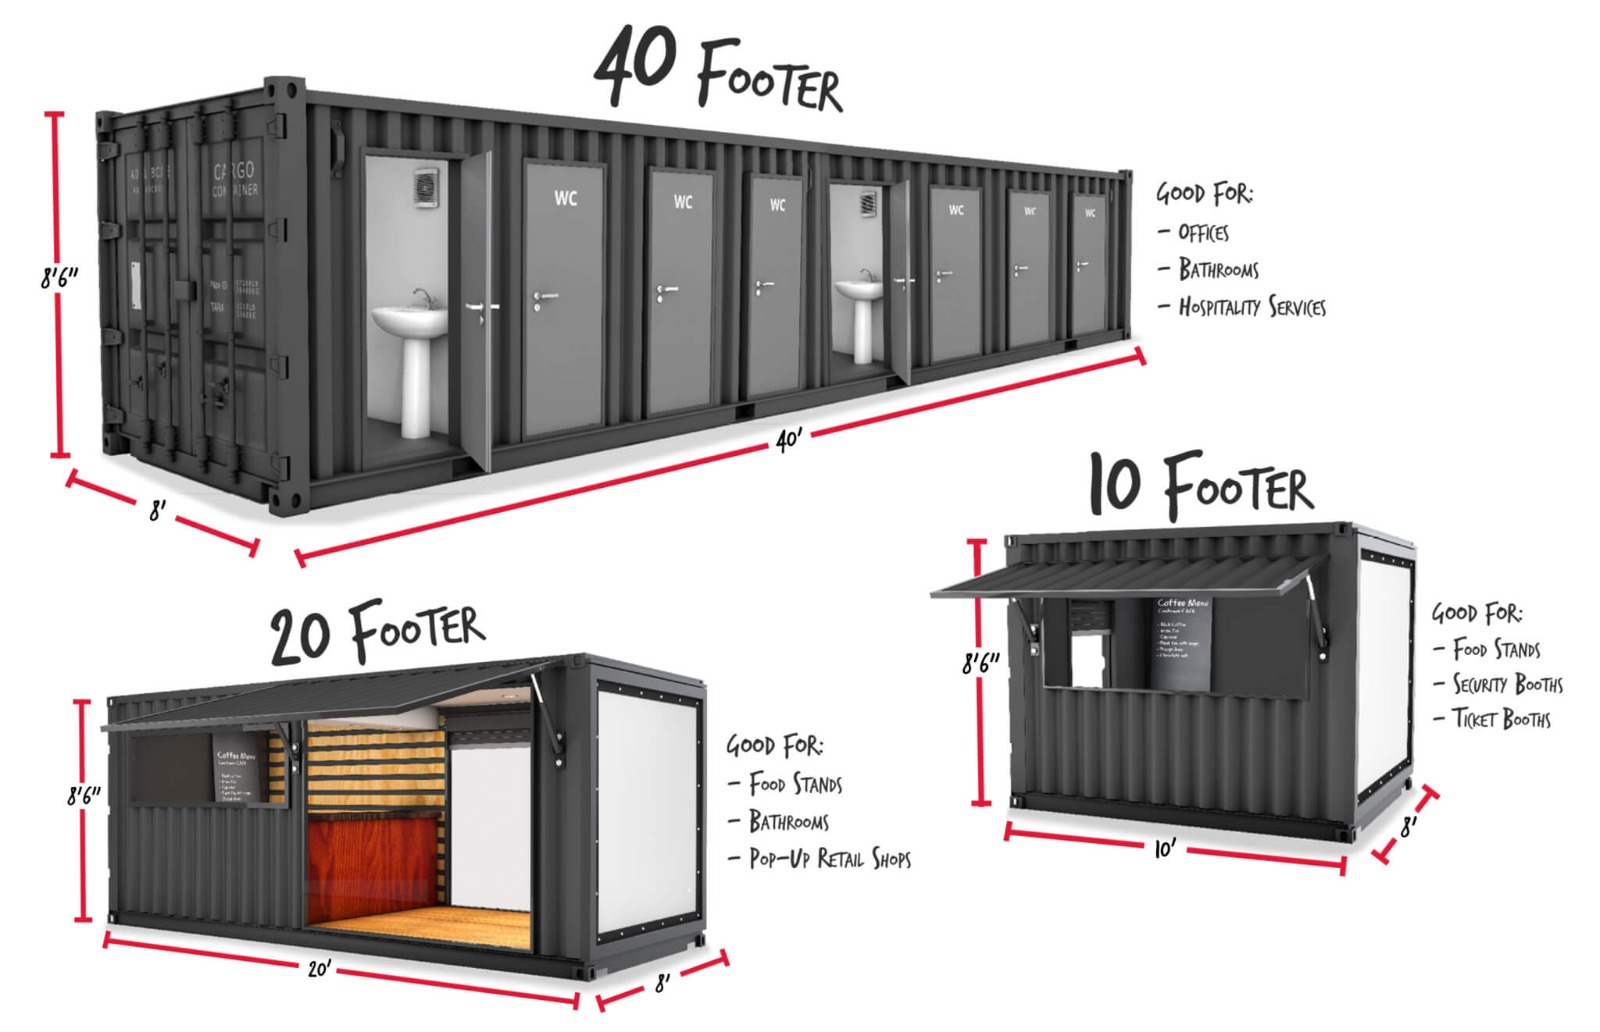 40 Footer
CARGO
CONTAINER
WC
WC
WC
WC
WC
WC
TARA
8'6"
8'
40'
Good For:
- Offices
- Bathrooms
- Hospitality Services
10 Footer
Coffee Menu
8'6"
10'
8'
Good For:
- Food Stands
- Security Booths
- Ticket Booths
20 Footer
Coffee Menu
8'6"
20'
8'
Good For:
- Food Stands
- Bathrooms
- Pop-Up Retail Shops